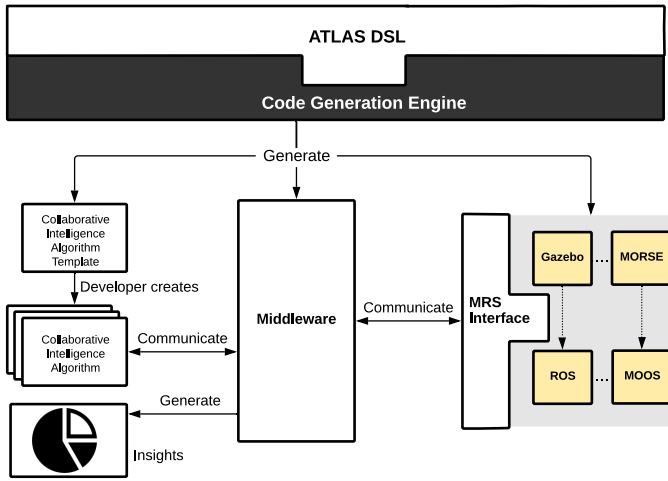 ATLAS DSL
Code Generation Engine
Generate
Collaborative
Intelligence
Algorithm
Template
Developer creates
Collaborative
Intelligence
Algorithm
Communicate
Middleware
Communicate
MRS
Interface
Gazebo
...
MORSE
ROS
...
MOOS
Generate
Insights